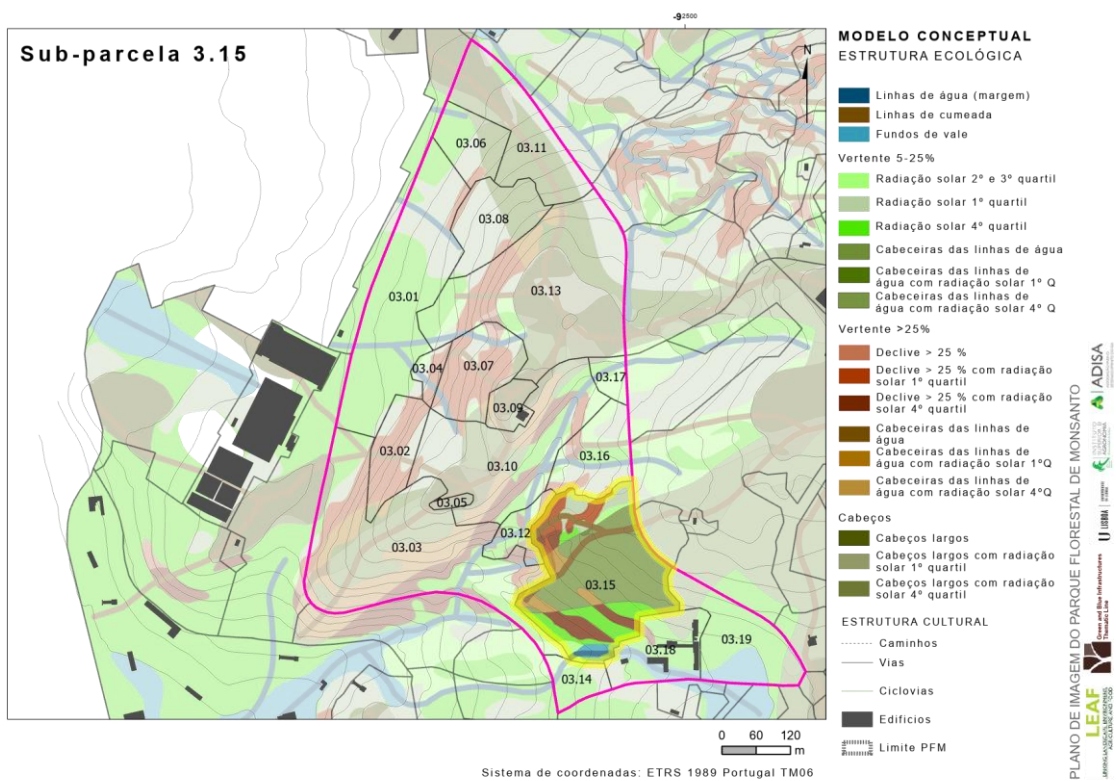 -92500
Sub-parcela 3.15
N
03.06
03.11
03.08
03.01
03.13
03.04
03.07
03.17
03.09
03.02
03.16
03.10
03.05
03.12
03.03
03.15
03.18
03.19
03.14
0 60 120
m
Sistema de coordenadas: ETRS 1989 Portugal TM06
MODELO CONCEPTUAL
ESTRUTURA ECOLÓGICA
Linhas de água (margem)
Linhas de cumeada
Fundos de vale
Vertente 5-25%
Radiação solar 2º e 3º quartil
Radiação solar 1º quartil
Radiação solar 4º quartil
Cabeceiras das linhas de água
Cabeceiras das linhas de
água com radiação solar 1º Q
Cabeceiras das linhas de
água com radiação solar 4º Q
Vertente >25%
Declive > 25 %
Declive > 25 % com radiação
solar 1º quartil
Declive > 25 % com radiação
solar 4º quartil
Cabeceiras das linhas de
água
Cabeceiras das linhas de
água com radiação solar 1ºQ
Cabeceiras das linhas de
água com radiação solar 4ºQ
Cabeços
Cabeços largos
Cabeços largos com radiação
solar 1º quartil
Cabeços largos com radiação
solar 4º quartil
ESTRUTURA CULTURAL
Caminhos
Vias
Ciclovias
Edifícios
Limite PFM
PLANO DE IMAGEM DO PARQUE FLORESTAL DE MONSANTO
LEAF
Green and Blue Infrastructures
Thematic Line
LISBOA
ADISA